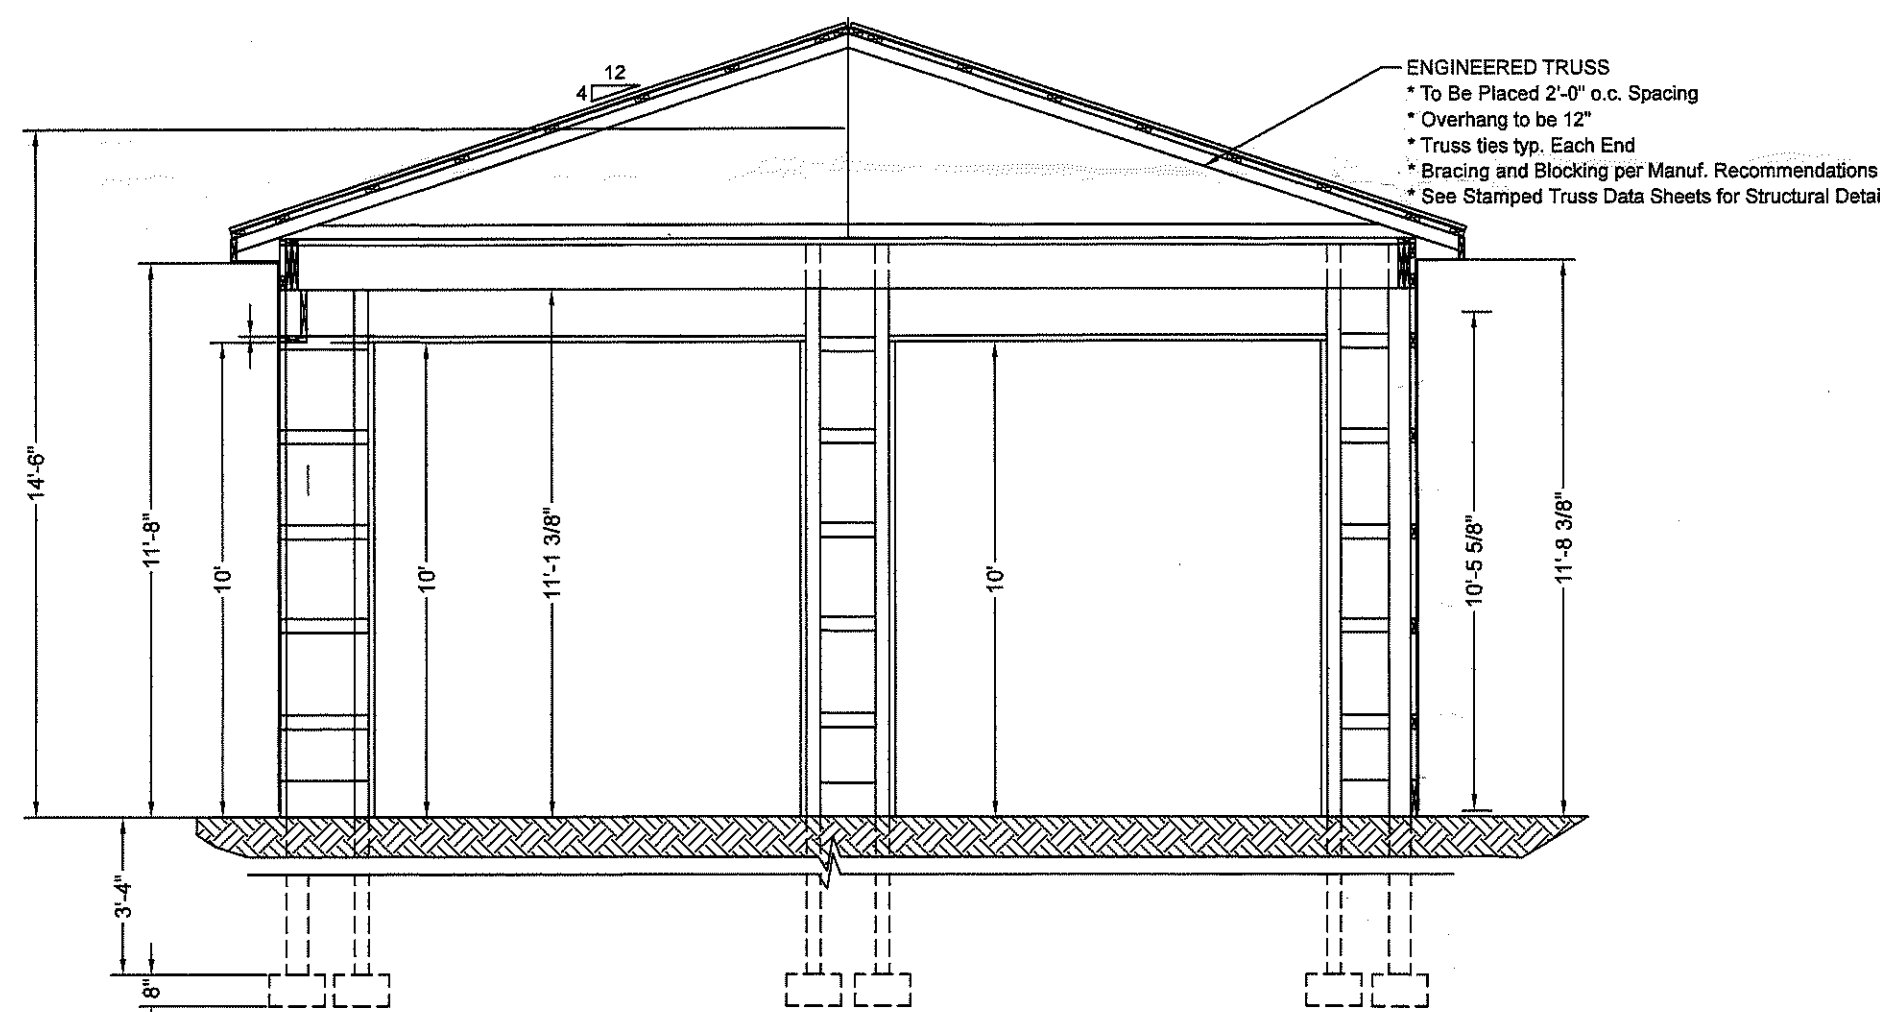 12
4
ENGINEERED TRUSS
* To Be Placed 2'-0" o.c. Spacing
* Overhang to be 12"
* Truss ties typ. Each End
* Bracing and Blocking per Manuf. Recommendations
* See Stamped Truss Data Sheets for Structural Detai
14'-6"
11'-8"
10'
10'
11'-1 3/8"
10'
10'-5 5/8"
11'-8 3/8"
3'-4"
8"